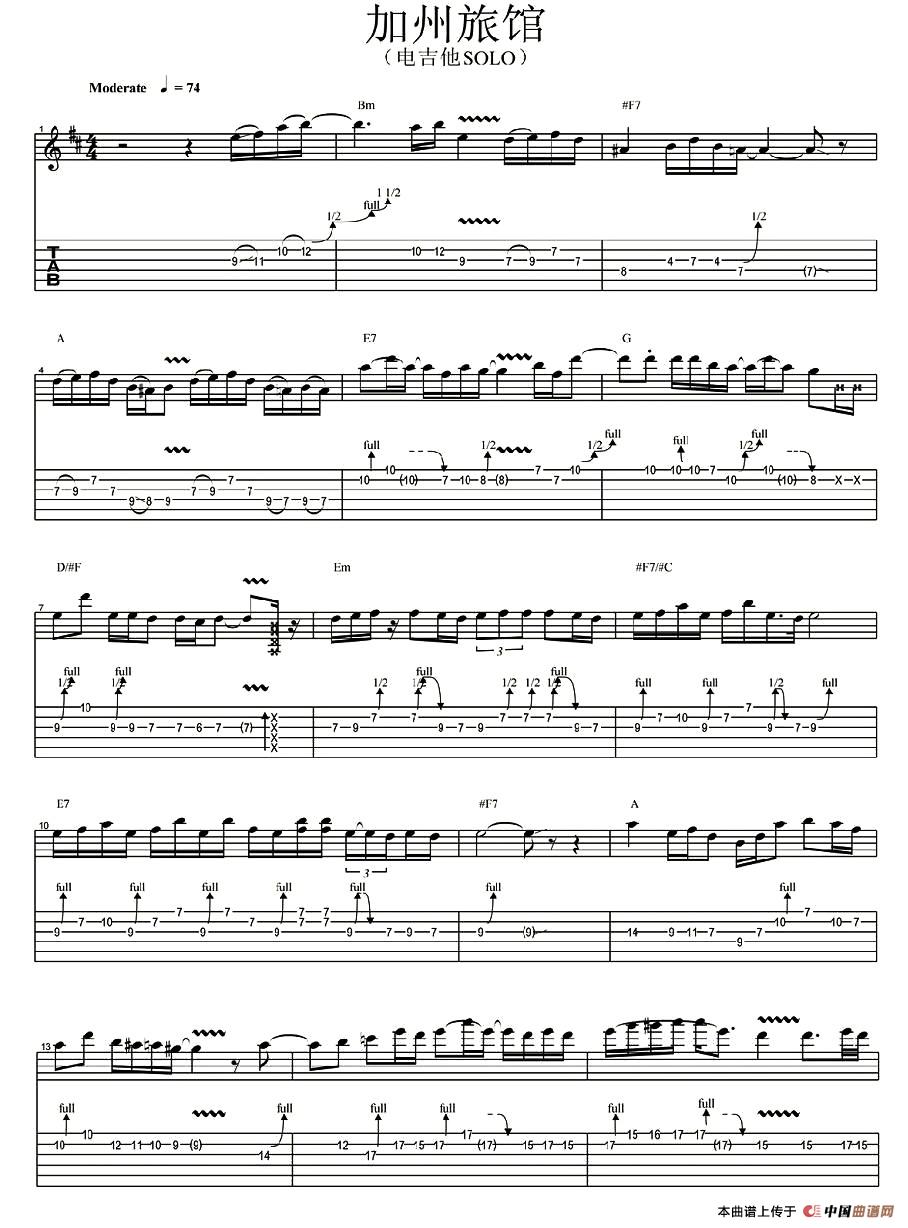 加州旅馆
(电吉他SOLO)
Moderate ♩ = 74
Bm #F7
1
4/4
1/2 full 1 1/2 1/2
T
A
B
9 11 10 12 10 12 9 7 9 7 7 8 4 7 4 7 (7)
A E7 G
4
full 1/2 1/2 full full 1/2 full
7 9 7 7 9 8 9 7 9 7 7 9 7 9 7 10 10 (10) 7 10 8 (8) 7 7 10 10 10 10 7 10 10 (10) 8 X X
D/#F Em #F7/#C
7
3
1/2 full 1/2 full 1/2 1/2 full 1/2 1/2 1/2 full full full 1/2 full
9 10 9 9 7 7 6 7 (7) X X X X 7 9 7 7 9 9 7 9 7 7 7 9 7 9 7 10 9 7 7 9 7 9
E7 #F7 A
10
3
full full full full full full full
9 7 10 7 9 7 7 9 7 9 7 7 7 7 9 7 9 7 9 (9) 14 9 11 7 9 7 10 7 10 7
13
full full full full full full
10 10 12 11 10 9 (9) 14 12 17 17 15 17 17 (17) 15 17 15 17 15 16 17 17 (17) 15 15 17 15
本曲谱上传于 中国曲谱网